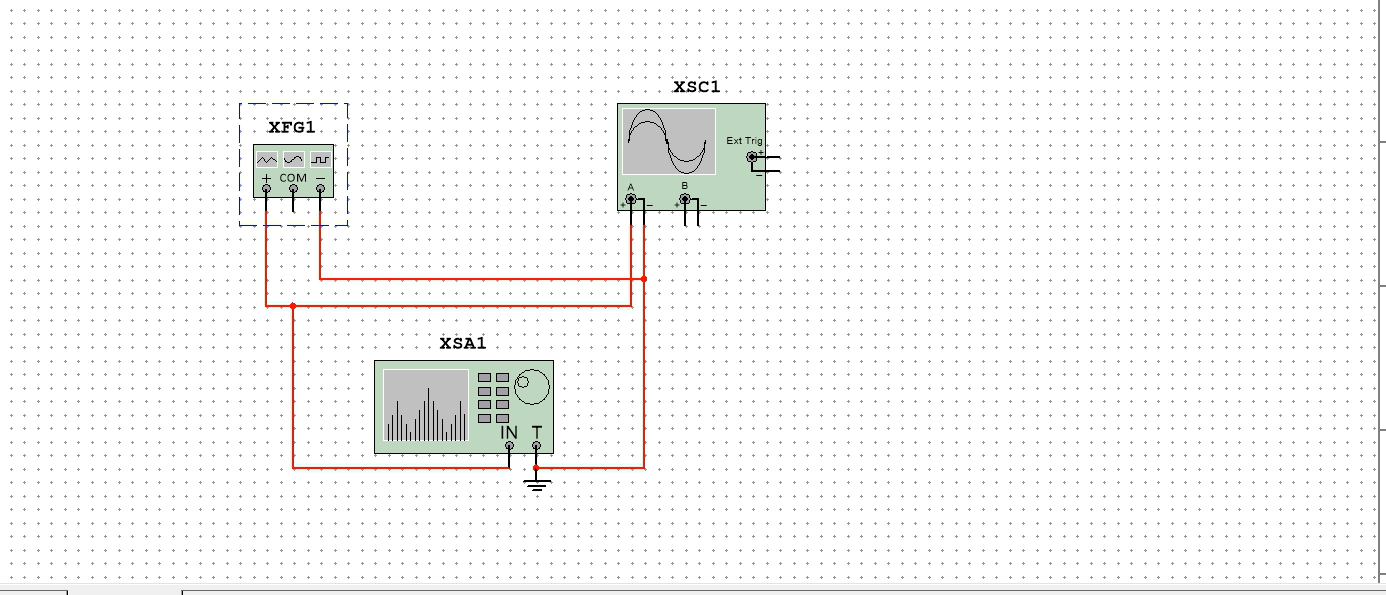 XSC1
XFG1
Ext Trig
+
+ COM −
−
A B
+ − + −
XSA1
IN T